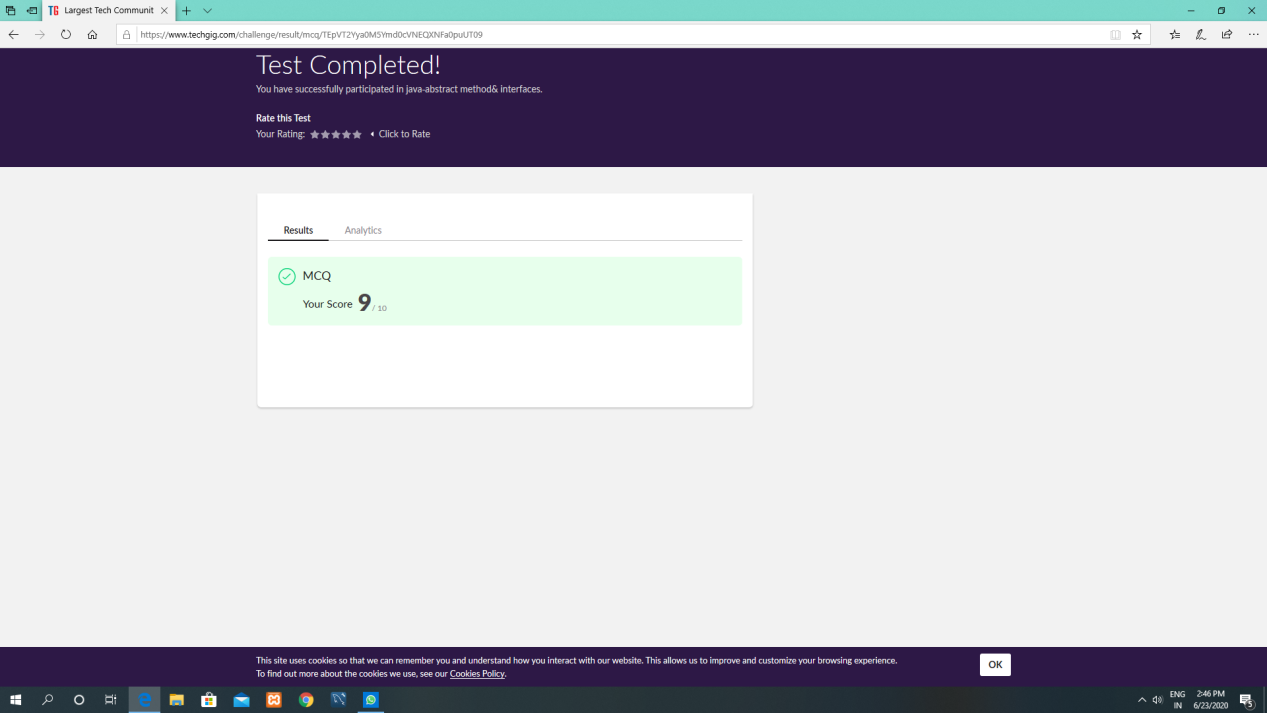 TG Largest Tech Communit
https://www.techgig.com/challenge/result/mcq/TEpVT2Yya0M5Ymd0cVNEQXNFa0puUT09
Test Completed!
You have successfully participated in java-abstract method& interfaces.
Rate this Test
Your Rating: Click to Rate
Results Analytics
MCQ
Your Score 9 / 10
This site uses cookies so that we can remember you and understand how you interact with our website. This allows us to improve and customize your browsing experience.
To find out more about the cookies we use, see our Cookies Policy.
OK
ENG 2:46 PM
IN 6/23/2020
5